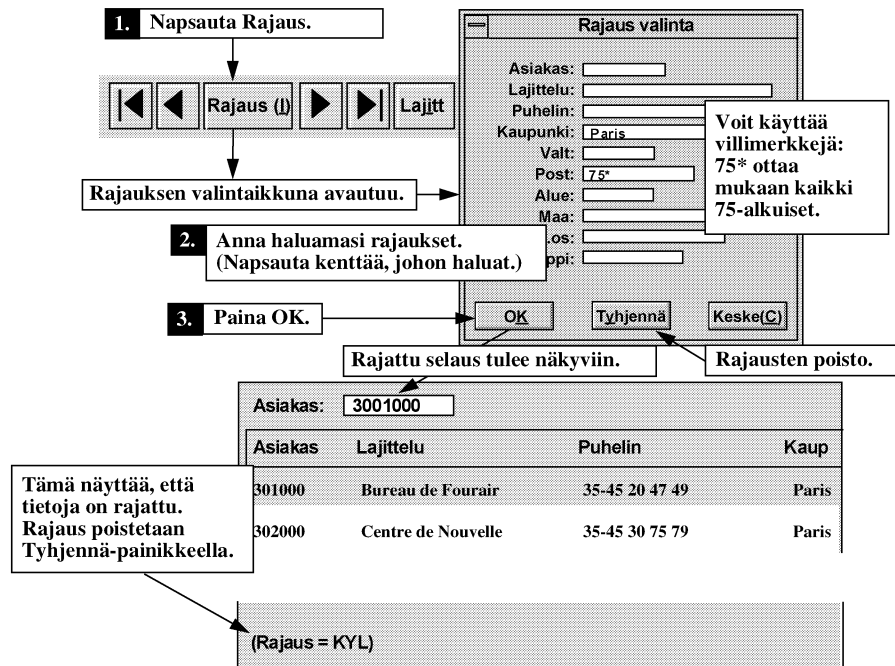 1. Napsauta Rajaus.
Rajaus (I)
Lajitt
Rajauksen valintaikkuna avautuu.
Rajaus valinta
Asiakas:
Lajittelu:
Puhelin:
Kaupunki: Paris
Valt:
Post: 75*
Alue:
Maa:
.os:
ppi:
Voit käyttää
villimerkkejä:
75* ottaa
mukaan kaikki
75-alkuiset.
2. Anna haluamasi rajaukset.
(Napsauta kenttää, johon haluat.)
3. Paina OK.
OK
Tyhjennä
Keske(C)
Rajattu selaus tulee näkyviin.
Rajausten poisto.
Asiakas: 3001000
Asiakas Lajittelu Puhelin Kaup
301000 Bureau de Fourair 35-45 20 47 49 Paris
302000 Centre de Nouvelle 35-45 30 75 79 Paris
Tämä näyttää, että
tietoja on rajattu.
Rajaus poistetaan
Tyhjennä-painikkeella.
(Rajaus = KYL)